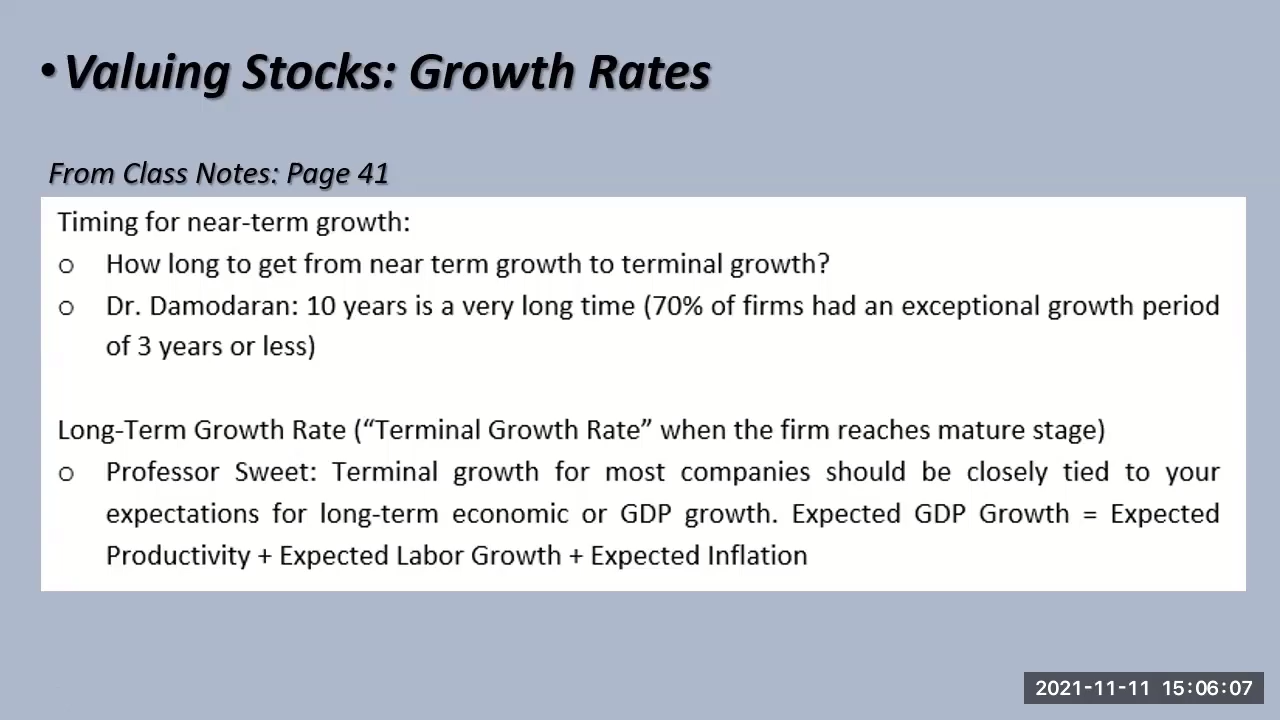 • Valuing Stocks: Growth Rates
From Class Notes: Page 41
Timing for near-term growth:
o How long to get from near term growth to terminal growth?
o Dr. Damodaran: 10 years is a very long time (70% of firms had an exceptional growth period
of 3 years or less)
Long-Term Growth Rate (“Terminal Growth Rate” when the firm reaches mature stage)
o Professor Sweet: Terminal growth for most companies should be closely tied to your
expectations for long-term economic or GDP growth. Expected GDP Growth = Expected
Productivity + Expected Labor Growth + Expected Inflation
2021-11-11 15:06:07